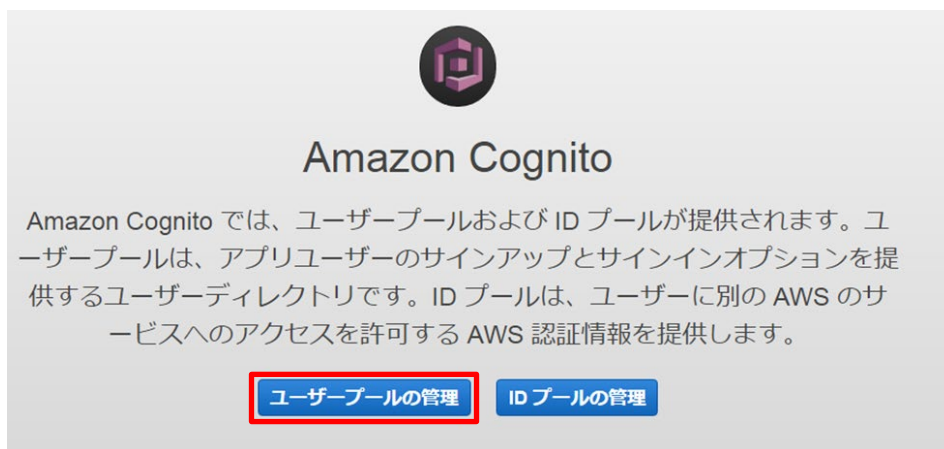 Amazon Cognito
Amazon Cognito では、ユーザープールおよび ID プールが提供されます。ユ
ーザープールは、アプリユーザーのサインアップとサインインオプションを提
供するユーザーディレクトリです。ID プールは、ユーザーに別の AWS のサ
ービスへのアクセスを許可する AWS 認証情報を提供します。
ユーザープールの管理 ID プールの管理